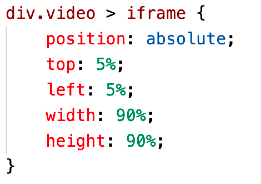 div.video > iframe {
    position: absolute;
    top: 5%;
    left: 5%;
    width: 90%;
    height: 90%;
}